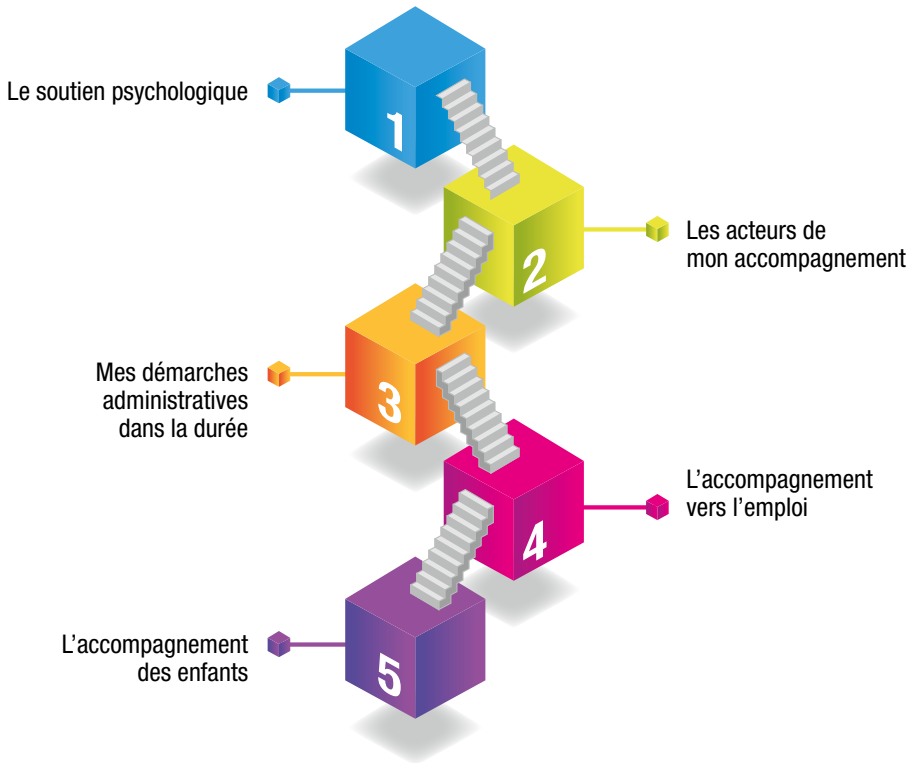 1
Le soutien psychologique
2
Les acteurs de
mon accompagnement
3
Mes démarches
administratives
dans la durée
4
L’accompagnement
vers l’emploi
5
L’accompagnement
des enfants